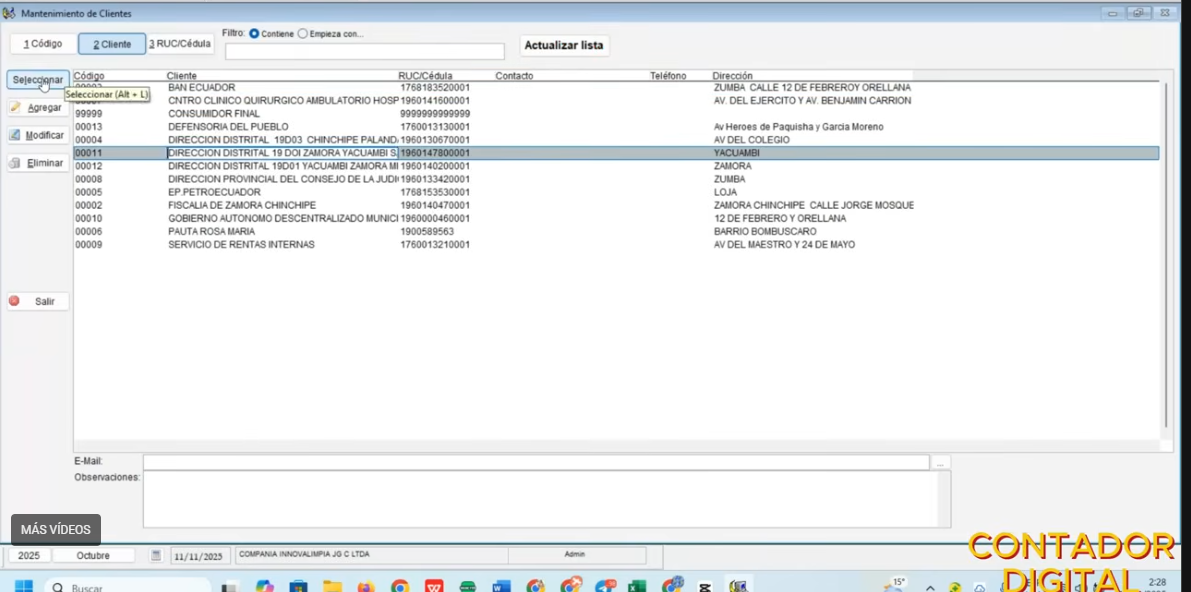 Mantenimiento de Clientes
1 Código 2 Cliente 3 RUC/Cédula Filtro: Contiene Empieza con... Actualizar lista
Seleccionar
Seleccionar (Alt + L)
Agregar
Modificar
Eliminar
Salir
Código Cliente RUC/Cédula Contacto Teléfono Dirección
BAN ECUADOR 1768183520001 ZUMBA CALLE 12 DE FEBREROY ORELLANA
CNTRO CLINICO QUIRURGICO AMBULATORIO HOSP 1960141600001 AV. DEL EJERCITO Y AV. BENJAMIN CARRION
99999 CONSUMIDOR FINAL 9999999999999
00013 DEFENSORIA DEL PUEBLO 1760013130001 Av Heroes de Paquisha y Garcia Moreno
00004 DIRECCION DISTRITAL 19D03 CHINCHIPE PALAND 1960130670001 AV DEL COLEGIO
00011 DIRECCION DISTRITAL 19 DOI ZAMORA YACUAMBI 1960147800001 YACUAMBI
00012 DIRECCION DISTRITAL 19D01 YACUAMBI ZAMORA MI 1960140200001 ZAMORA
00008 DIRECCION PROVINCIAL DEL CONSEJO DE LA JUDI 1960133420001 ZUMBA
00005 EP.PETROECUADOR 1768153530001 LOJA
00002 FISCALIA DE ZAMORA CHINCHIPE 1960140470001 ZAMORA CHINCHIPE CALLE JORGE MOSQUE
00010 GOBIERNO AUTONOMO DESCENTRALIZADO MUNICI 1960000460001 12 DE FEBRERO Y ORELLANA
00006 PAUTA ROSA MARIA 1900589563 BARRIO BOMBUSCARO
00009 SERVICIO DE RENTAS INTERNAS 1760013210001 AV DEL MAESTRO Y 24 DE MAYO
E-Mail: ...
Observaciones:
MÁS VÍDEOS
2025 Octubre 11/11/2025 COMPANIA INNOVALIMPIA JG C LTDA Admin
CONTADOR
DIGITAL
Buscar 15° 2:28